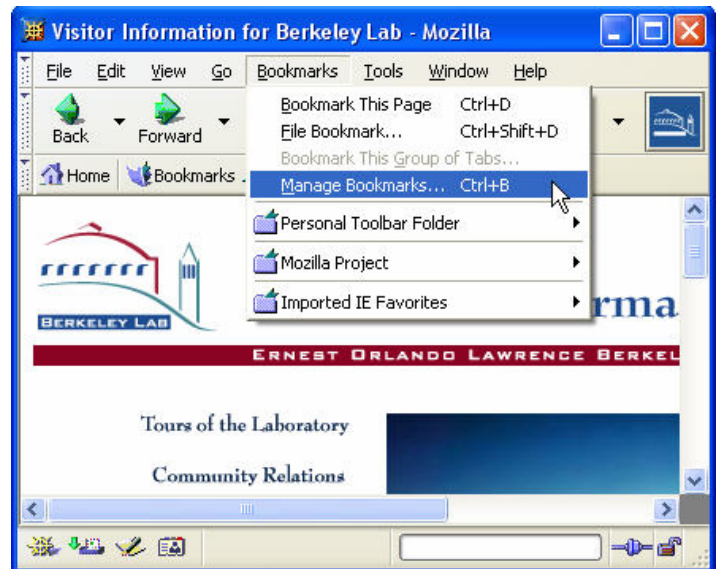 Visitor Information for Berkeley Lab - Mozilla
File Edit View Go Bookmarks Tools Window Help
Back Forward
Bookmark This Page Ctrl+D
File Bookmark... Ctrl+Shift+D
Bookmark This Group of Tabs...
Manage Bookmarks... Ctrl+B
Home Bookmarks
Personal Toolbar Folder
Mozilla Project
Imported IE Favorites
rma
BERKELEY LAB
ERNEST ORLANDO LAWRENCE BERKEL
Tours of the Laboratory
Community Relations